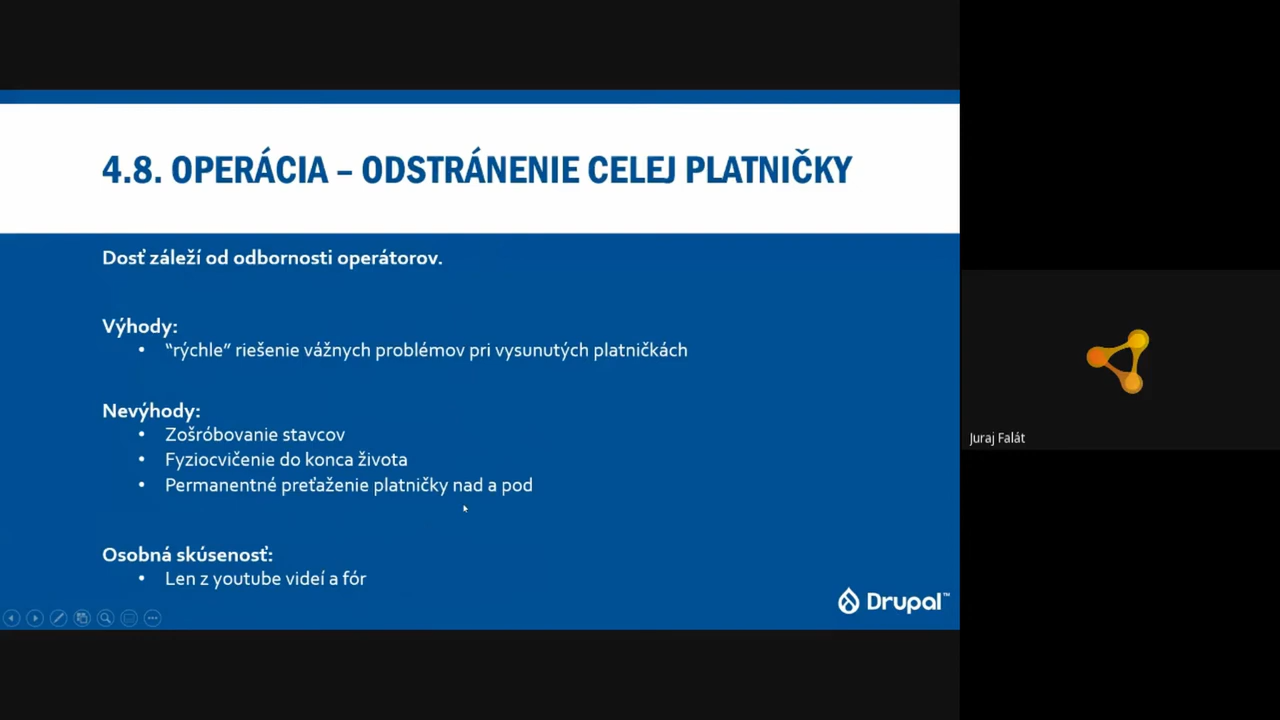 4.8. OPERÁCIA – ODSTRÁNENIE CELEJ PLATNIČKY
Dosť záleží od odbornosti operátorov.
Výhody:
• “rýchle” riešenie vážnych problémov pri vysunutých platničkách
Nevýhody:
• Zošróbovanie stavcov
• Fyziocvičenie do konca života
• Permanentné preťaženie platničky nad a pod
Osobná skúsenosť:
• Len z youtube videí a fór
Drupal™
Juraj Falát